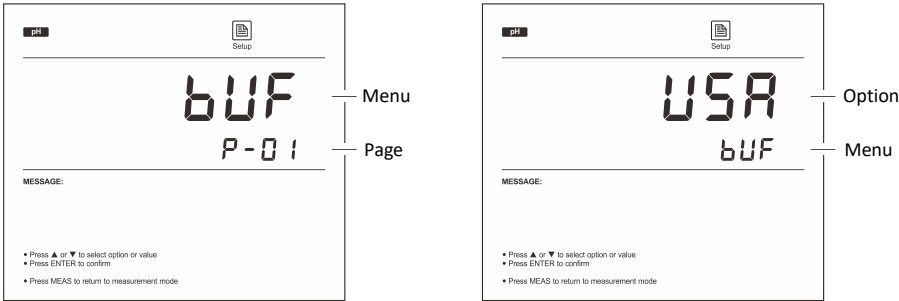 pH
Setup
bUF
Menu
P-01
Page
MESSAGE:
• Press ▲ or ▼ to select option or value
• Press ENTER to confirm
• Press MEAS to return to measurement mode
pH
Setup
USA
Option
bUF
Menu
MESSAGE:
• Press ▲ or ▼ to select option or value
• Press ENTER to confirm
• Press MEAS to return to measurement mode